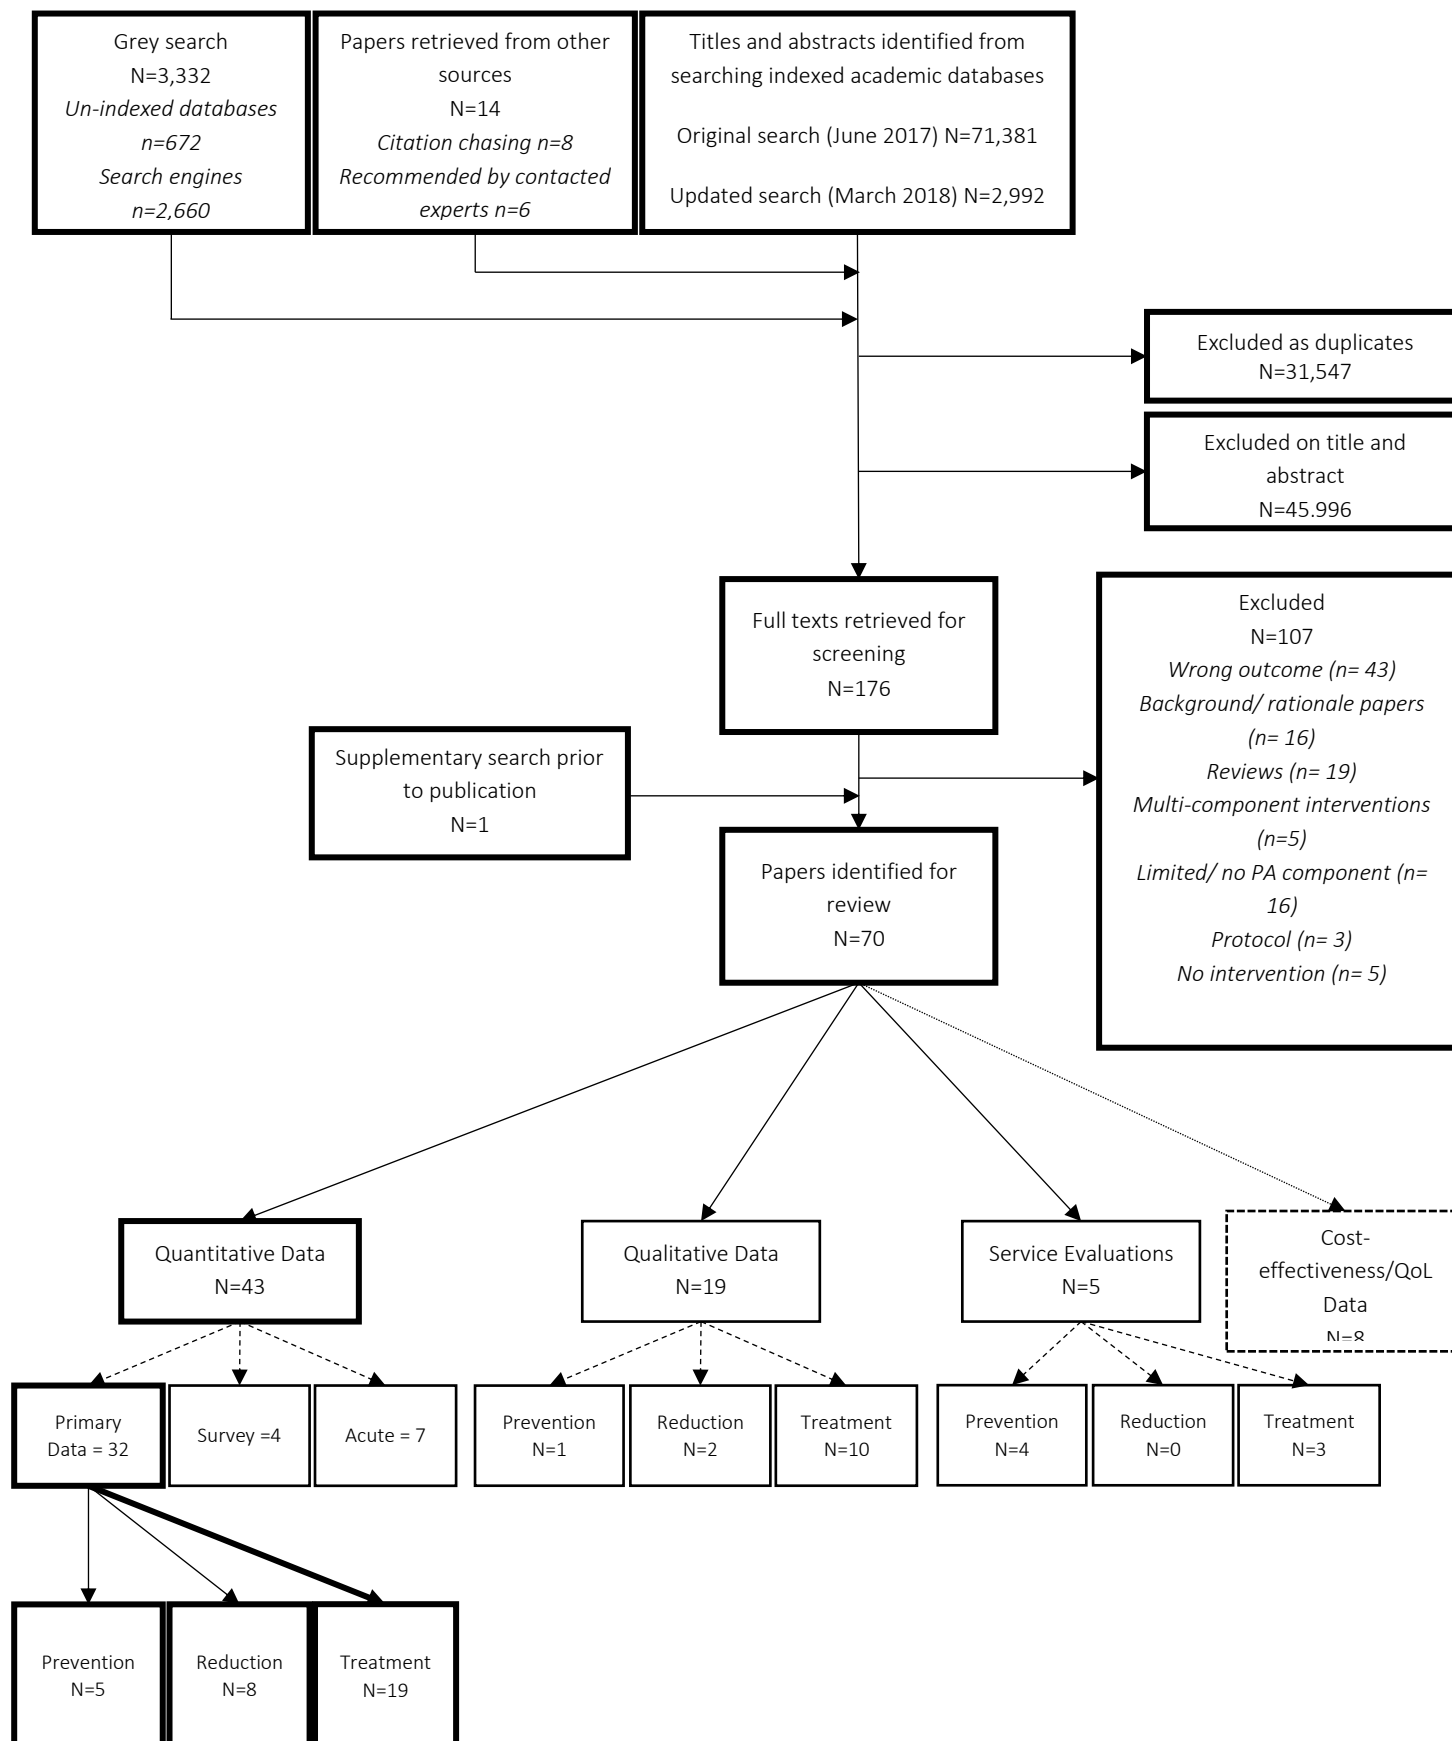 Grey search
N=3,332
Un-indexed databases
n=672
Search engines
n=2,660
Papers retrieved from other
sources
N=14
Citation chasing n=8
Recommended by contacted
experts n=6
Titles and abstracts identified from
searching indexed academic databases
Original search (June 2017) N=71,381
Updated search (March 2018) N=2,992
Excluded as duplicates
N=31,547
Excluded on title and
abstract
N=45.996
Full texts retrieved for
screening
N=176
Excluded
N=107
Wrong outcome (n= 43)
Background/ rationale papers
(n= 16)
Reviews (n= 19)
Multi-component interventions
(n=5)
Limited/ no PA component (n=
16)
Protocol (n= 3)
No intervention (n= 5)
Supplementary search prior
to publication
N=1
Papers identified for
review
N=70
Quantitative Data
N=43
Qualitative Data
N=19
Service Evaluations
N=5
Cost-
effectiveness/QoL
Data
N=8
Primary
Data = 32
Survey =4
Acute = 7
Prevention
N=1
Reduction
N=2
Treatment
N=10
Prevention
N=4
Reduction
N=0
Treatment
N=3
Prevention
N=5
Reduction
N=8
Treatment
N=19